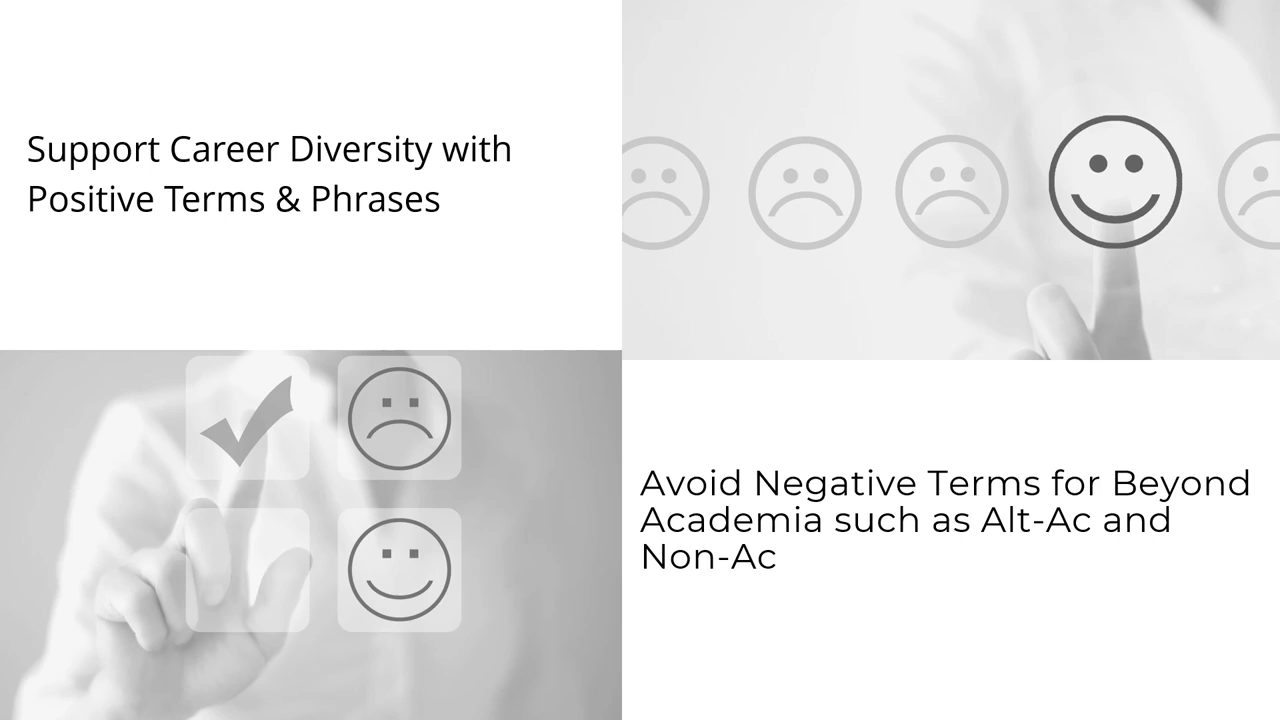 Support Career Diversity with
Positive Terms & Phrases
Avoid Negative Terms for Beyond
Academia such as Alt-Ac and
Non-Ac